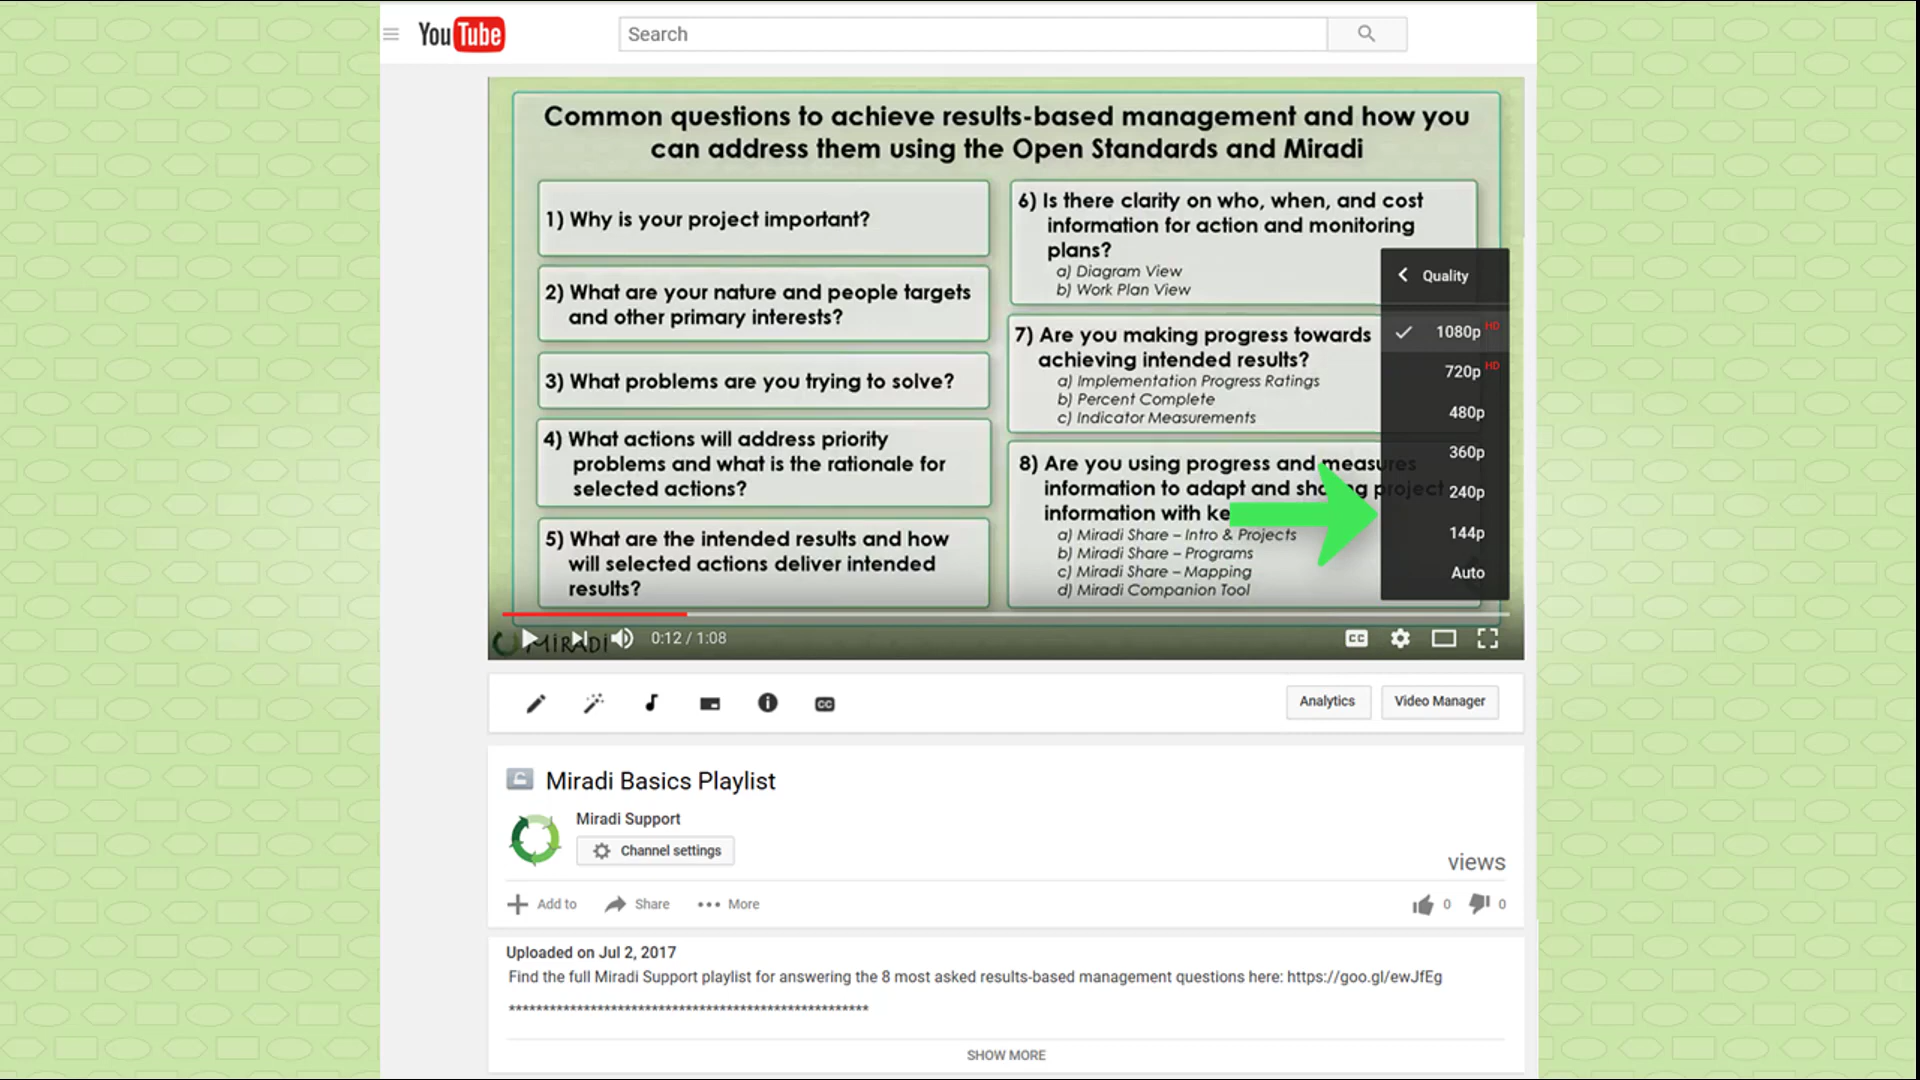 YouTube
Search
Common questions to achieve results-based management and how you
can address them using the Open Standards and Miradi
1) Why is your project important?
2) What are your nature and people targets
and other primary interests?
3) What problems are you trying to solve?
4) What actions will address priority
problems and what is the rationale for
selected actions?
5) What are the intended results and how
will selected actions deliver intended
results?
6) Is there clarity on who, when, and cost
information for action and monitoring
plans?
a) Diagram View
b) Work Plan View
7) Are you making progress towards
achieving intended results?
a) Implementation Progress Ratings
b) Percent Complete
c) Indicator Measurements
8) Are you using progress and measures
information to adapt and sharing project
information with
a) Miradi Share – Intro & Projects
b) Miradi Share – Programs
c) Miradi Share – Mapping
d) Miradi Companion Tool
Quality
1080p HD
720p HD
480p
360p
240p
144p
Auto
MIRADI
0:12 / 1:08
CC
CC
Analytics
Video Manager
Miradi Basics Playlist
Miradi Support
Channel settings
views
Add to
Share
More
0
0
Uploaded on Jul 2, 2017
Find the full Miradi Support playlist for answering the 8 most asked results-based management questions here: https://goo.gl/ewJfEg
******************************************************
SHOW MORE